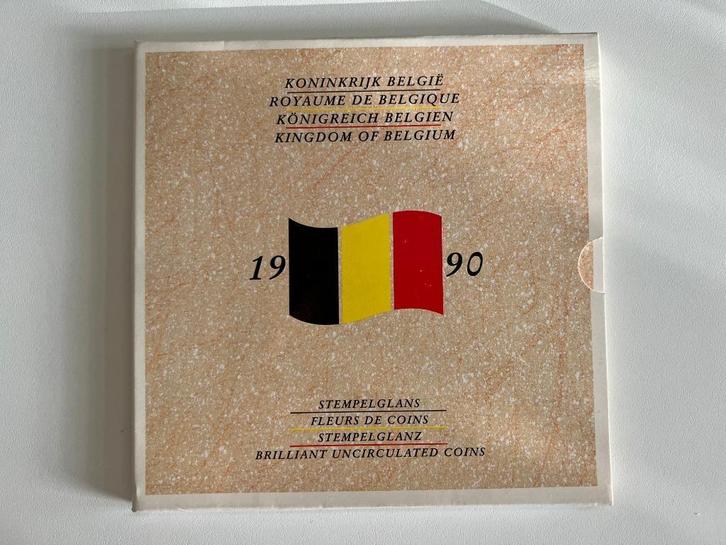 KONINKRIJK BELGIË
ROYAUME DE BELGIQUE
KÖNIGREICH BELGIEN
KINGDOM OF BELGIUM
19 90
STEMPELGLANS
FLEURS DE COINS
STEMPELGLANZ
BRILLIANT UNCIRCULATED COINS